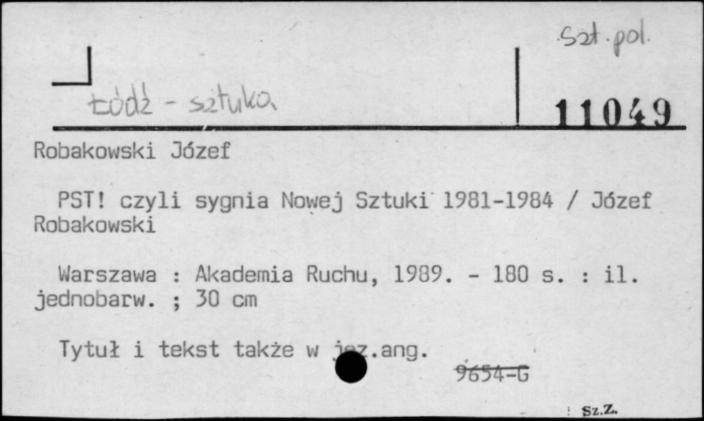 Szt. pol.
Łódź - sztuka
11049
Robakowski Józef
PST! czyli sygnia Nowej Sztuki 1981-1984 / Józef
Robakowski
Warszawa : Akademia Ruchu, 1989. - 180 s. : il.
jednobarw. ; 30 cm
Tytuł i tekst także w jęz.ang.
9654-G
Sz.Z.